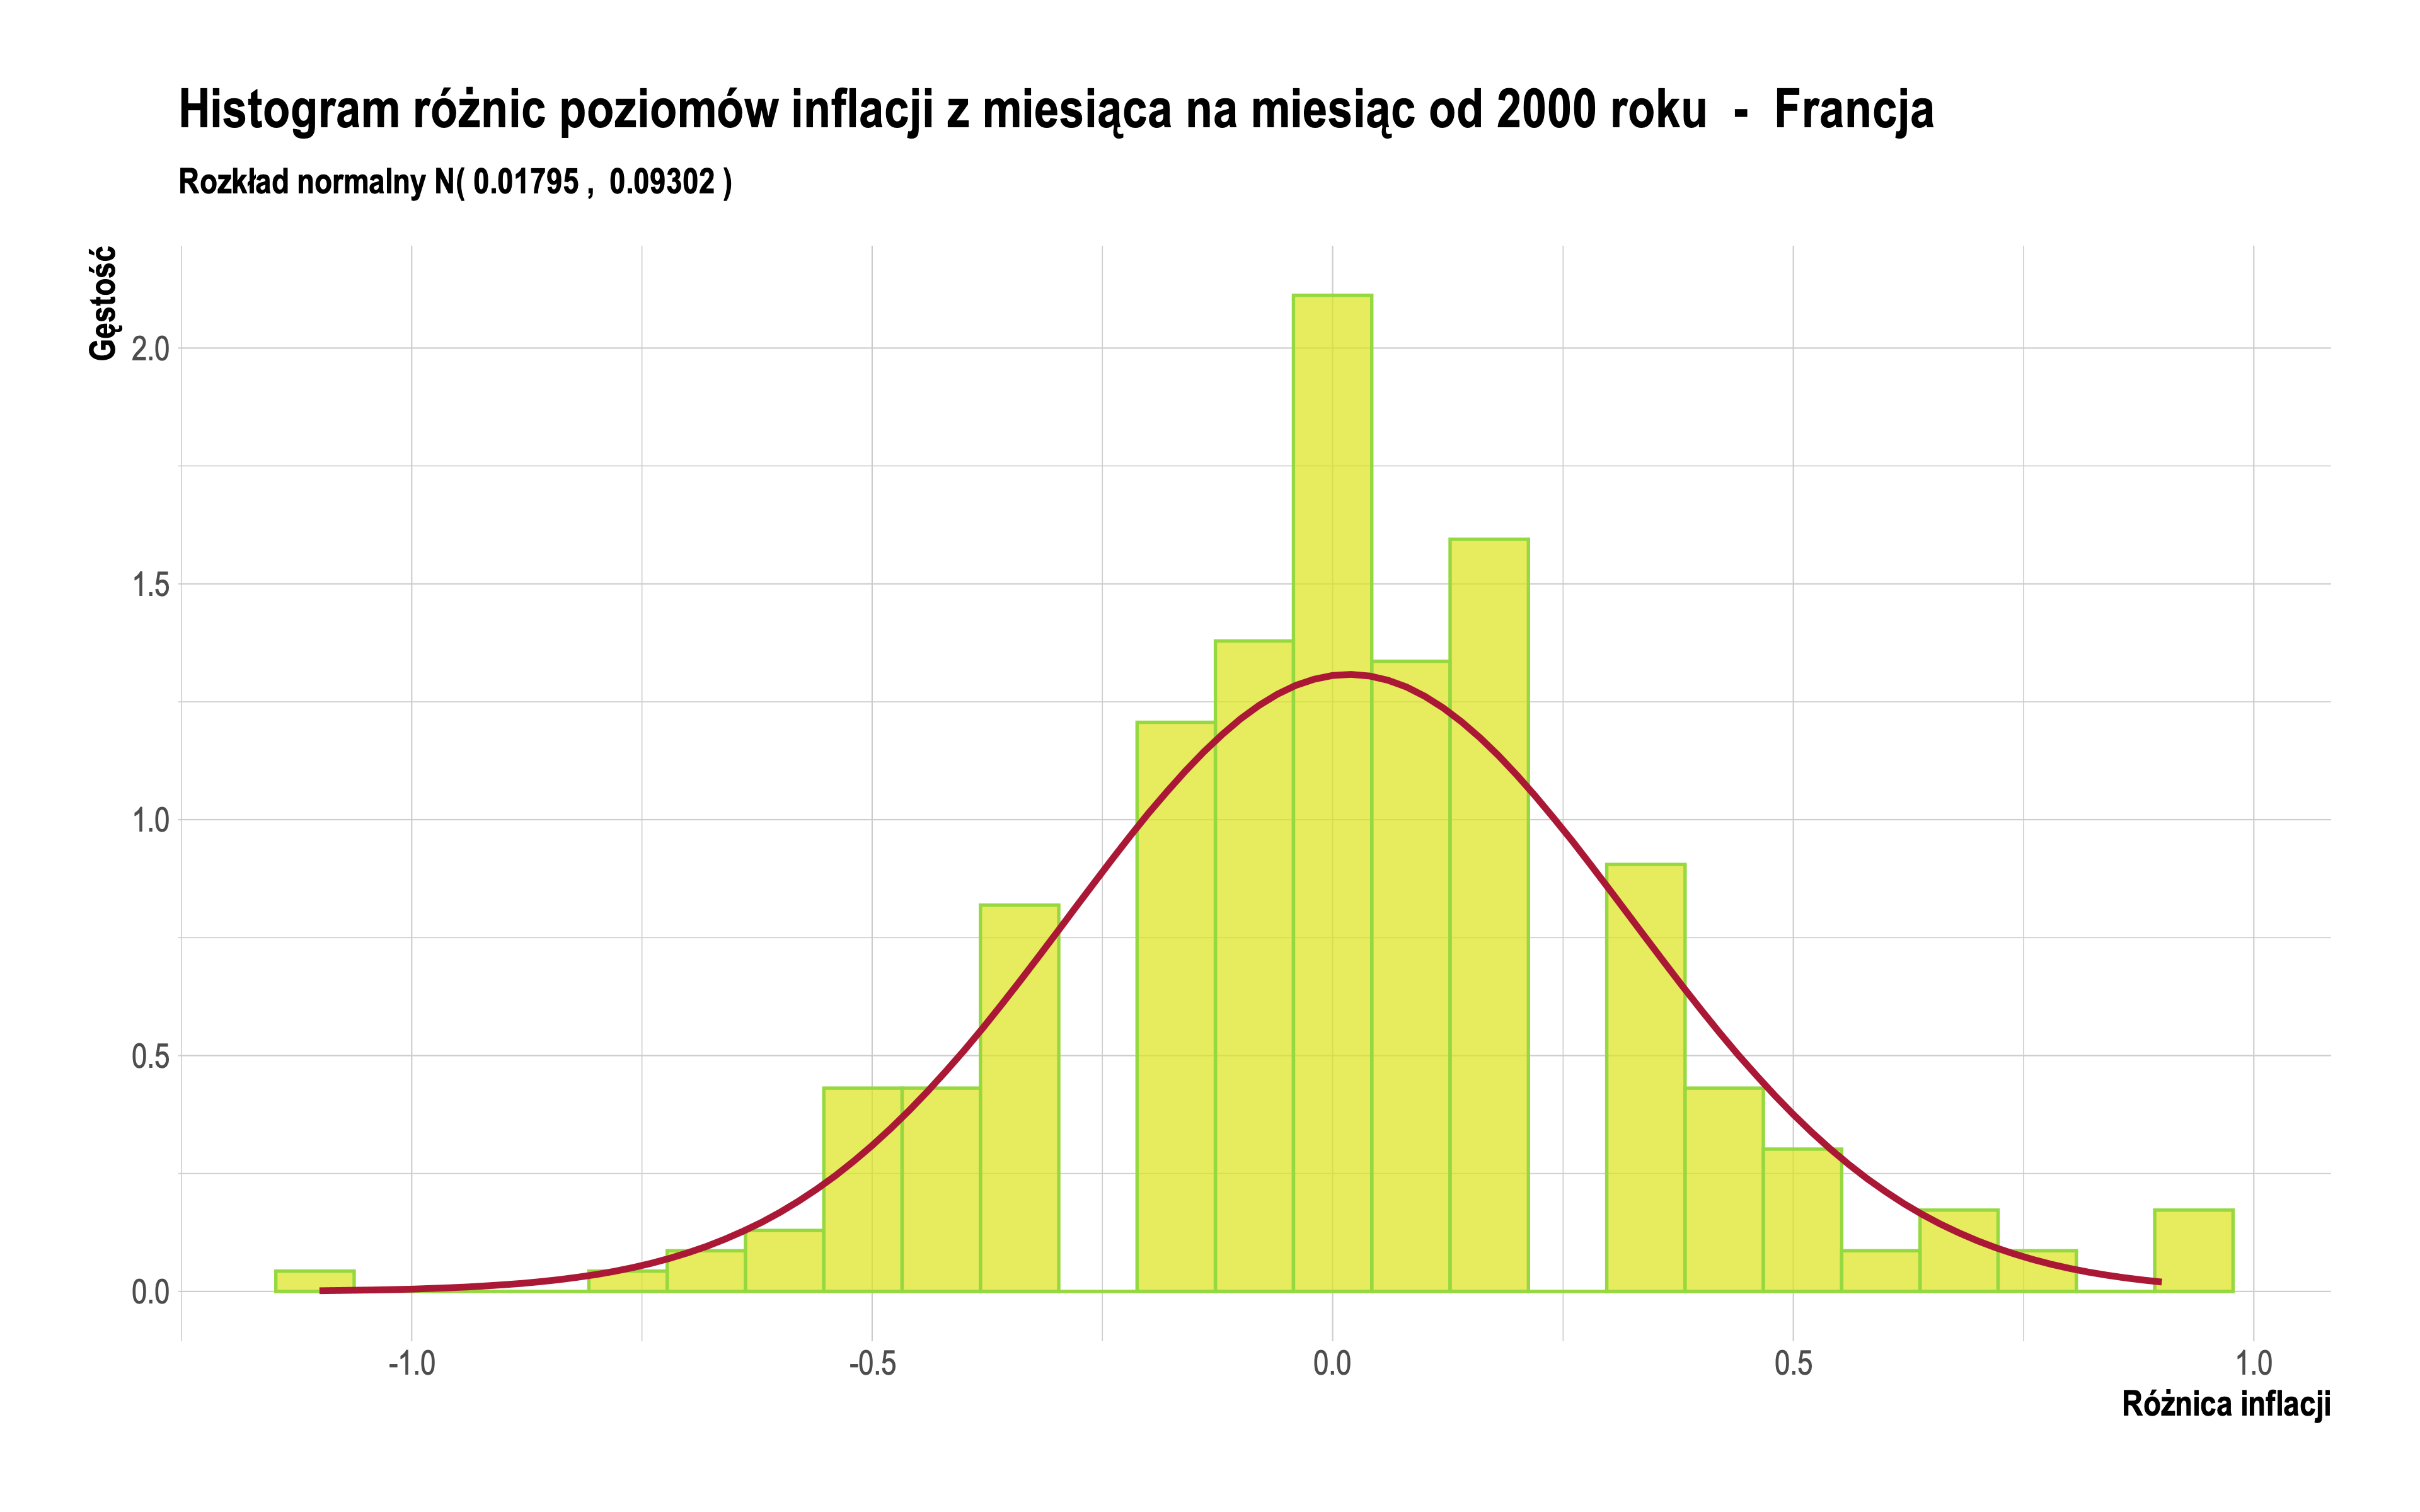 Histogram różnic poziomów inflacji z miesiąca na miesiąc od 2000 roku  -  Francja
Rozkład normalny N( 0.01795 ,  0.09302 )
Gęstość
2.0
1.5
1.0
0.5
0.0
-1.0
-0.5
0.0
0.5
1.0
Różnica inflacji